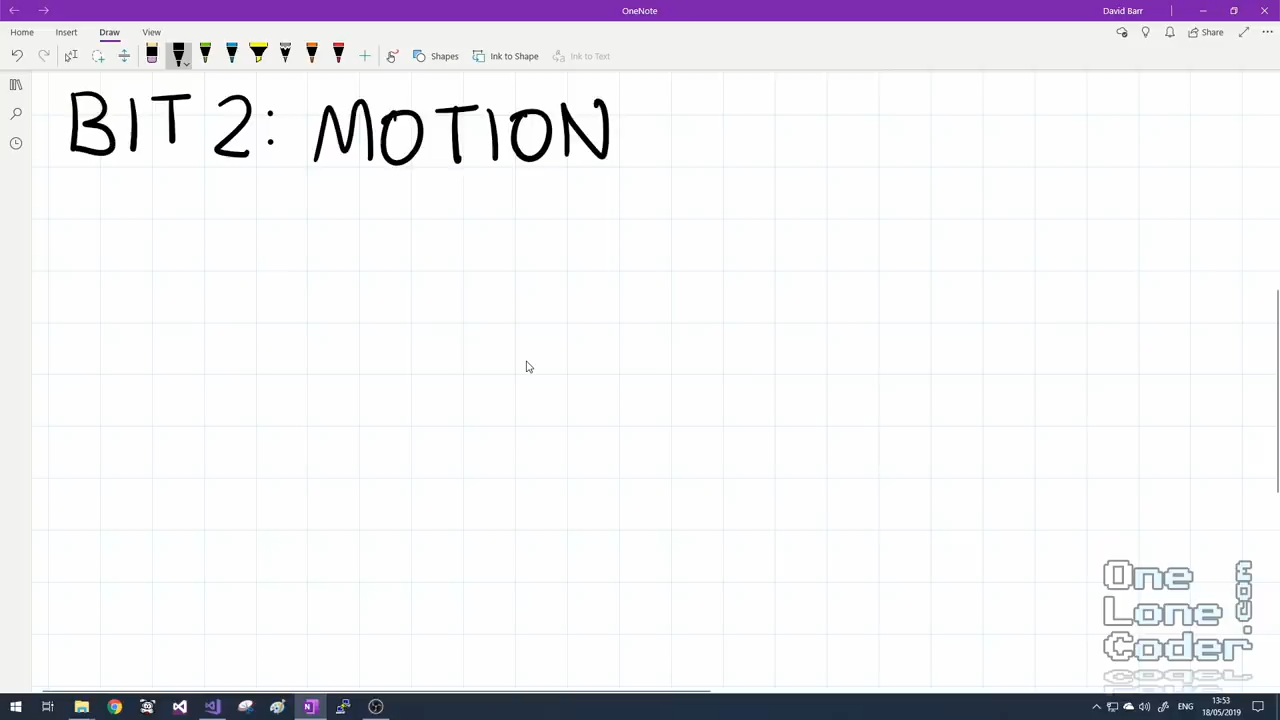 OneNote
David Barr
Home Insert Draw View
Share
Shapes
Ink to Shape
Ink to Text
BIT 2: MOTION
One
Lone
Coder
.com
ENG
13:53
18/05/2019